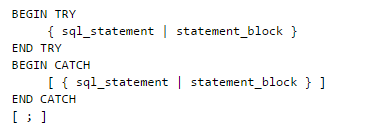 BEGIN TRY
     { sql_statement | statement_block }
END TRY
BEGIN CATCH
     [ { sql_statement | statement_block } ]
END CATCH
[ ; ]